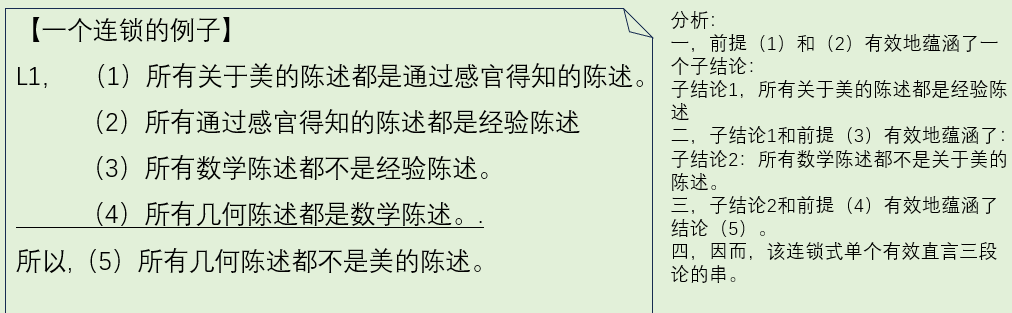 【一个连锁的例子】
L1, （1）所有关于美的陈述都是通过感官得知的陈述。
（2）所有通过感官得知的陈述都是经验陈述
（3）所有数学陈述都不是经验陈述。
（4）所有几何陈述都是数学陈述。.
所以,（5）所有几何陈述都不是美的陈述。
分析：
一，前提（1）和（2）有效地蕴涵了一
个子结论：
子结论1，所有关于美的陈述都是经验陈
述
二，子结论1和前提（3）有效地蕴涵了：
子结论2：所有数学陈述都不是关于美的
陈述。
三，子结论2和前提（4）有效地蕴涵了
结论（5）。
四，因而，该连锁式单个有效直言三段
论的串。